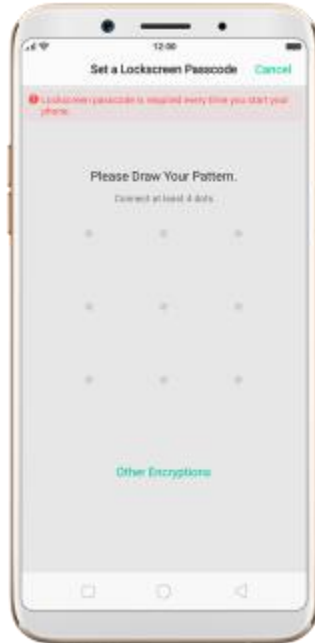 12:00
Set a Lockscreen Passcode Cancel
Lockscreen passcode is required every time you start your
phone.
Please Draw Your Pattern.
Connect at least 4 dots
Other Encryptions